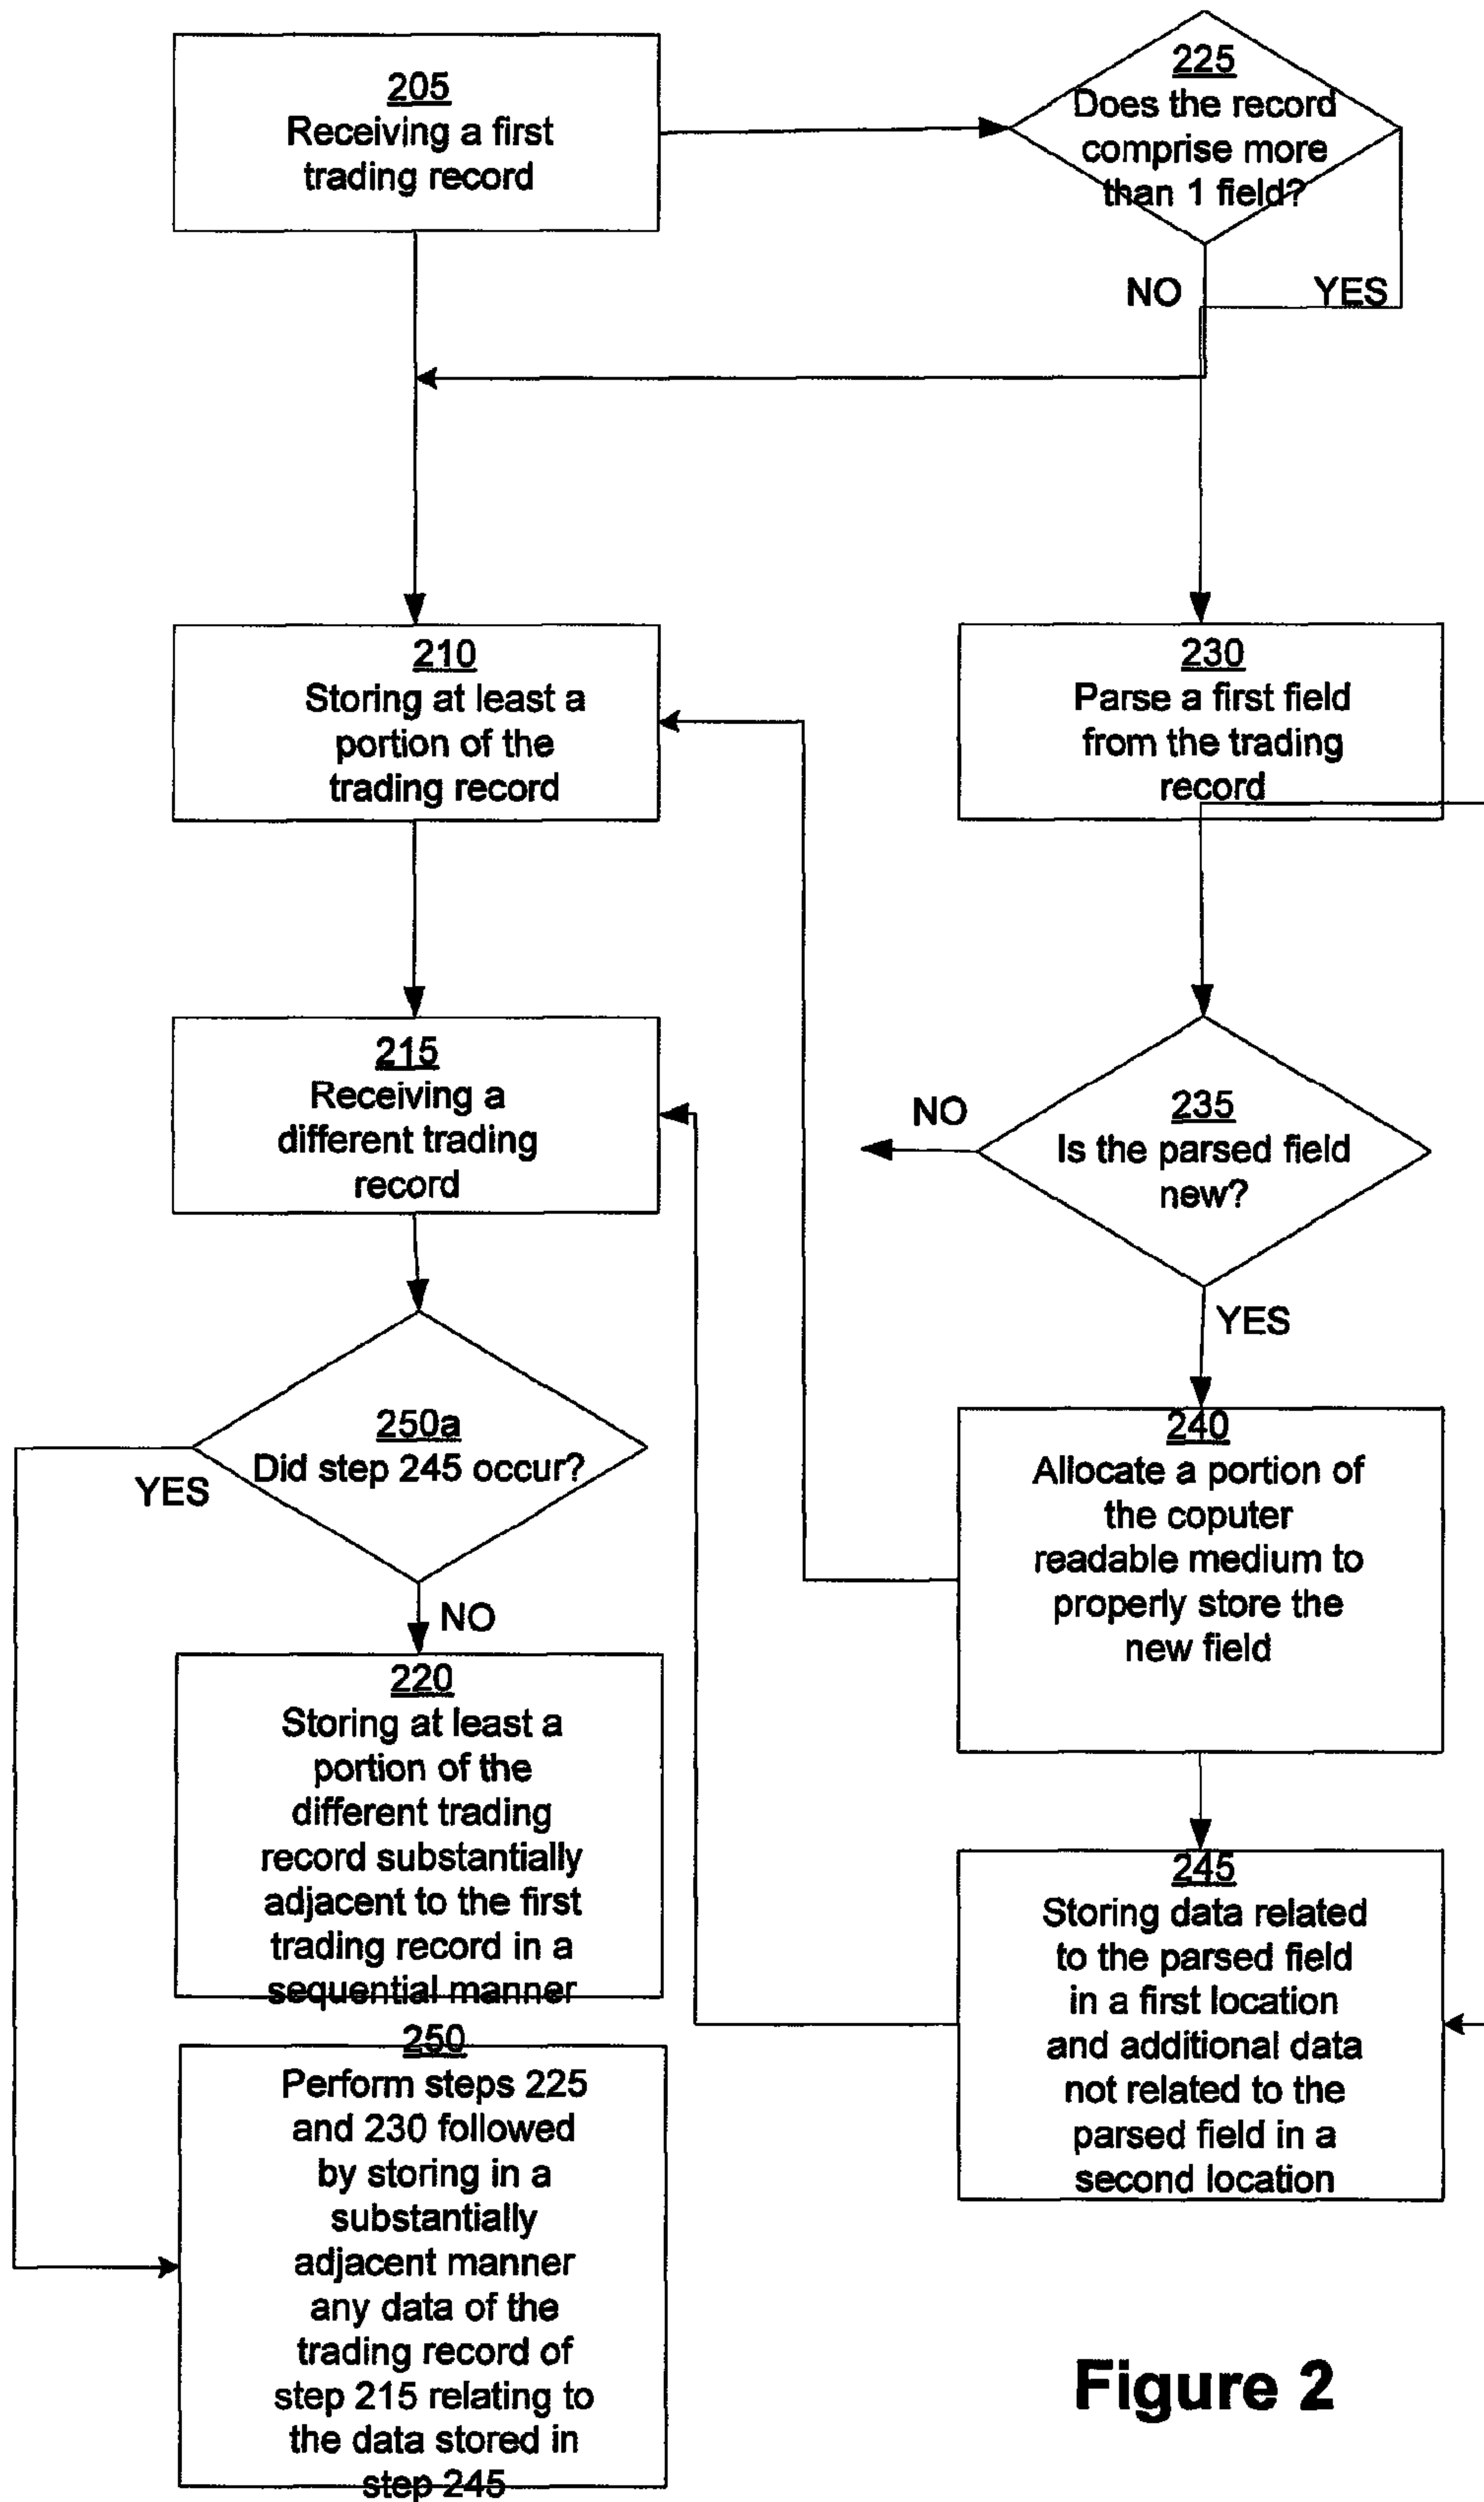 205
Receiving a first
trading record
225
Does the record
comprise more
than 1 field?
NO
YES
210
Storing at least a
portion of the
trading record
230
Parse a first field
from the trading
record
215
Receiving a
different trading
record
NO
235
Is the parsed field
new?
YES
250a
Did step 245 occur?
YES
NO
240
Allocate a portion of
the coputer
readable medium to
properly store the
new field
220
Storing at least a
portion of the
different trading
record substantially
adjacent to the first
trading record in a
sequential manner
245
Storing data related
to the parsed field
in a first location
and additional data
not related to the
parsed field in a
second location
250
Perform steps 225
and 230 followed
by storing in a
substantially
adjacent manner
any data of the
trading record of
step 215 relating to
the data stored in
step 245
Figure 2